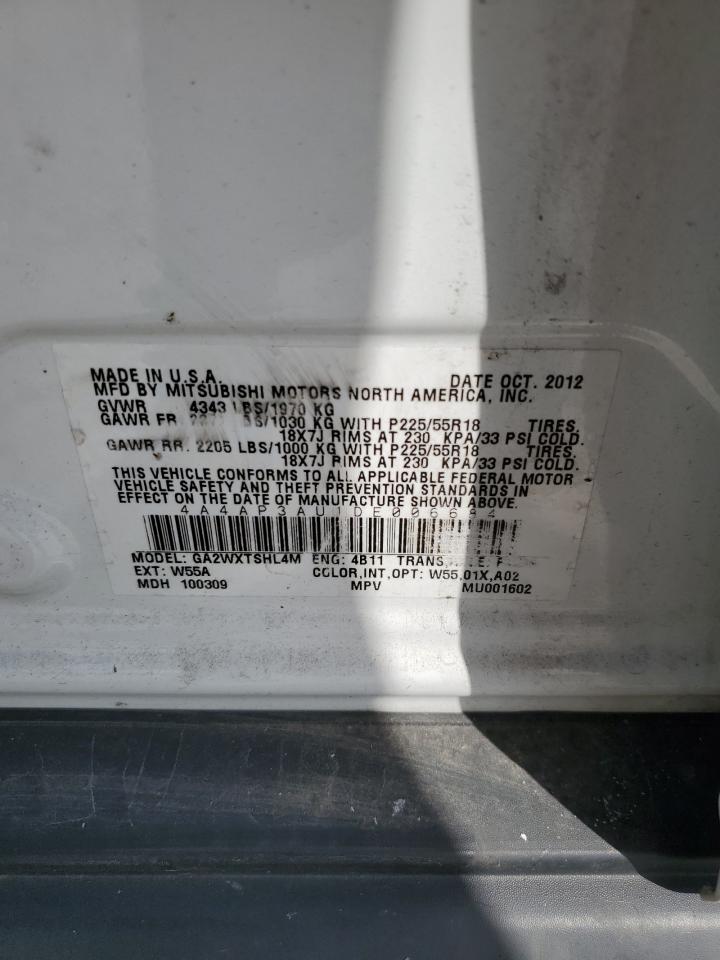 MADE IN U.S.A. DATE OCT. 2012
MFD BY MITSUBISHI MOTORS NORTH AMERICA, INC.
GVWR 4343 LBS/1970 KG
GAWR FR. /1030 KG WITH P225/55R18 TIRES,
18X7J RIMS AT 230 KPA/33 PSI COLD.
GAWR RR. 2205 LBS/1000 KG WITH P225/55R18 TIRES,
18X7J RIMS AT 230 KPA/33 PSI COLD.
THIS VEHICLE CONFORMS TO ALL APPLICABLE FEDERAL MOTOR
VEHICLE SAFETY AND THEFT PREVENTION STANDARDS IN
EFFECT ON THE DATE OF MANUFACTURE SHOWN ABOVE.
4A4AP3AU1DE006694
MODEL: GA2WXTSHL4M ENG: 4B11 TRANS,
EXT: W55A COLOR,INT,OPT: W55,01X,A02
MDH 100309 MPV MU001602